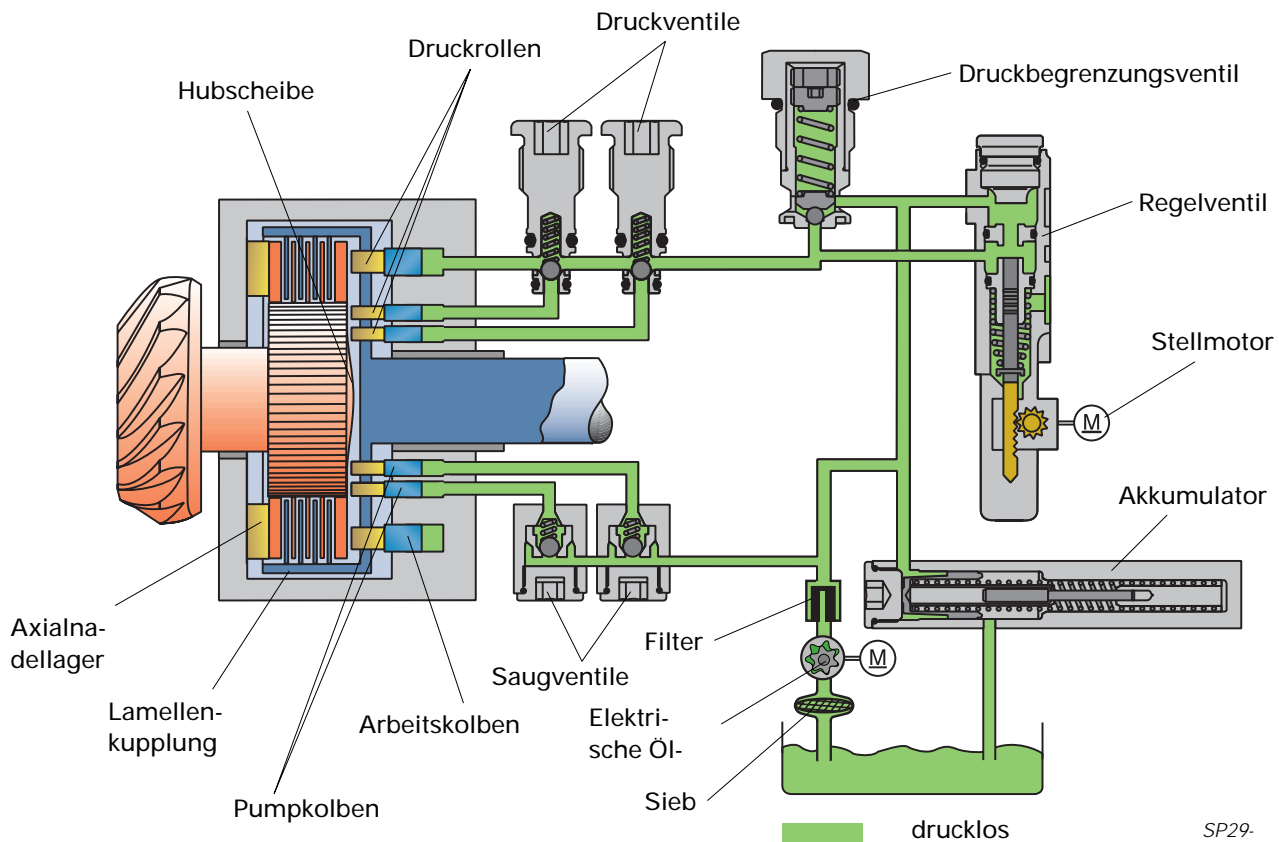 Druckventile
Druckrollen
Druckbegrenzungsventil
Hubscheibe
Regelventil
Stellmotor
M
Akkumulator
Filter
M
Axialna-
dellager
Saugventile
Lamellen-
kupplung
Arbeitskolben
Elektri-
sche Öl-
Pumpkolben
Sieb
drucklos
SP29-